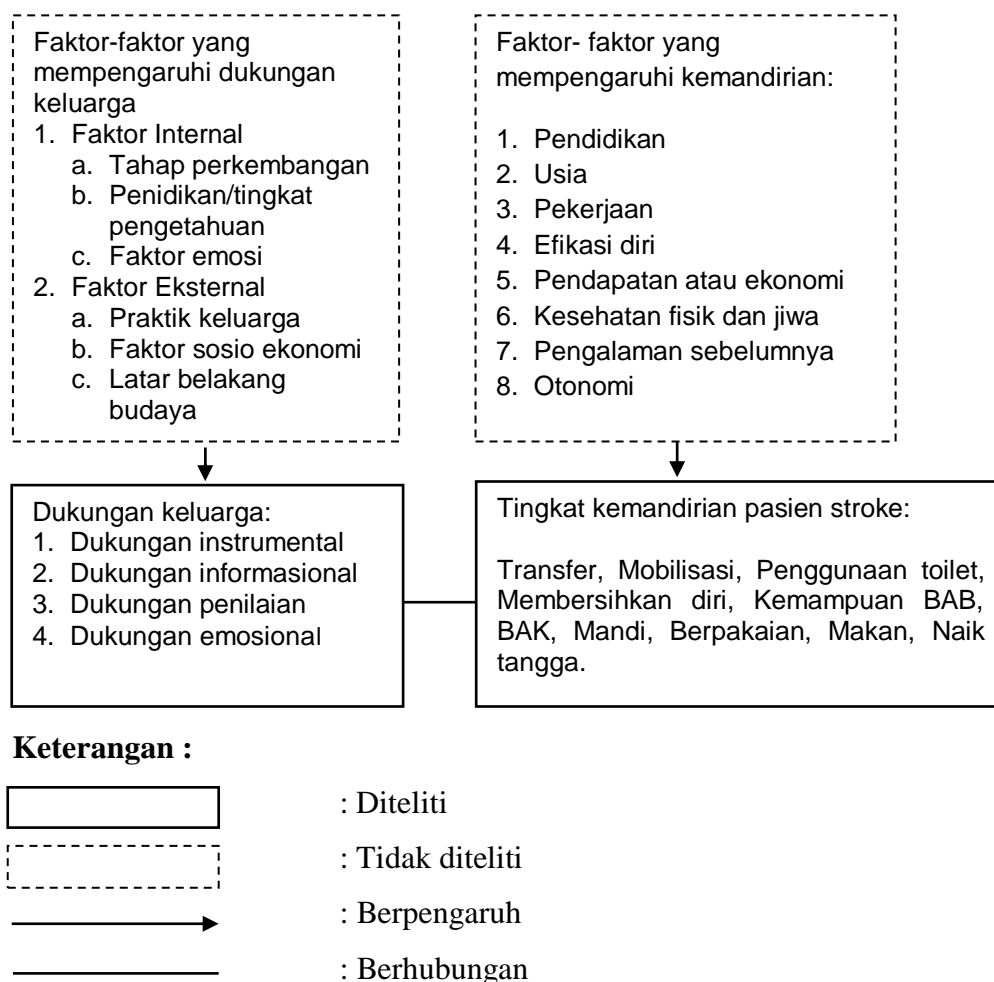 Faktor-faktor yang
mempengaruhi dukungan
keluarga
1. Faktor Internal
a. Tahap perkembangan
b. Penidikan/tingkat
pengetahuan
c. Faktor emosi
2. Faktor Eksternal
a. Praktik keluarga
b. Faktor sosio ekonomi
c. Latar belakang
budaya
Faktor- faktor yang
mempengaruhi kemandirian:
1. Pendidikan
2. Usia
3. Pekerjaan
4. Efikasi diri
5. Pendapatan atau ekonomi
6. Kesehatan fisik dan jiwa
7. Pengalaman sebelumnya
8. Otonomi
Dukungan keluarga:
1. Dukungan instrumental
2. Dukungan informasional
3. Dukungan penilaian
4. Dukungan emosional
Tingkat kemandirian pasien stroke:
Transfer, Mobilisasi, Penggunaan toilet,
Membersihkan diri, Kemampuan BAB,
BAK, Mandi, Berpakaian, Makan, Naik
tangga.
Keterangan :
: Diteliti
: Tidak diteliti
: Berpengaruh
: Berhubungan